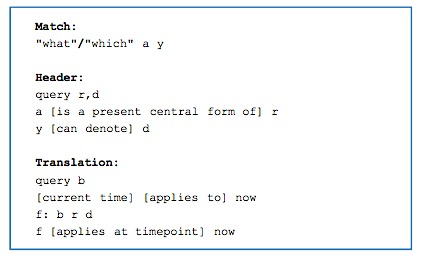 Match:
"what"/"which" a y
Header:
query r,d
a [is a present central form of] r
y [can denote] d
Translation:
query b
[current time] [applies to] now
f: b r d
f [applies at timepoint] now